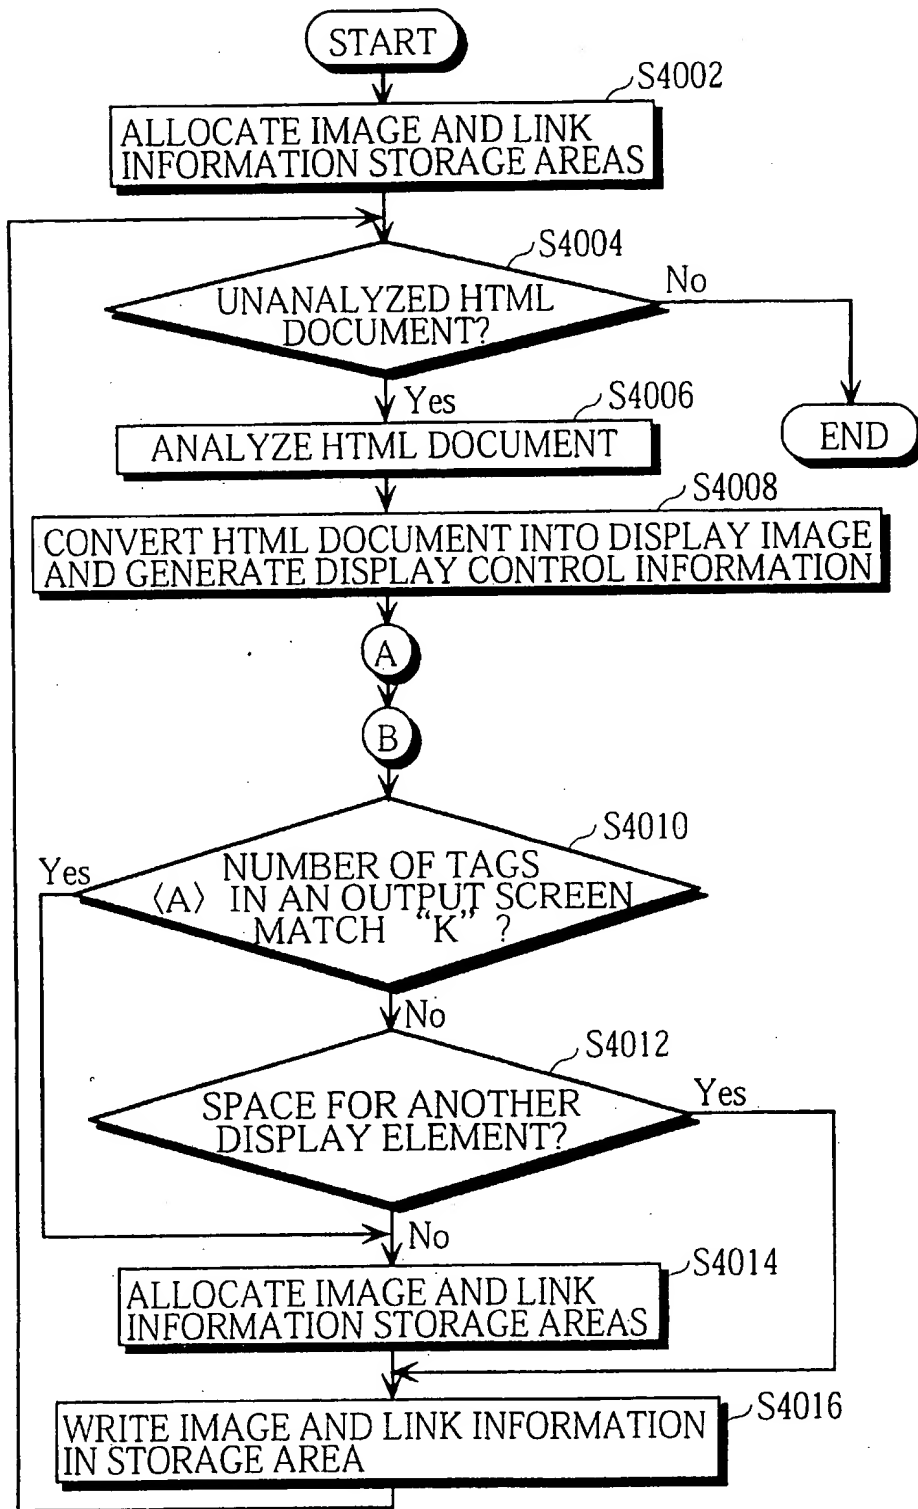 START
S4002
ALLOCATE IMAGE AND LINK
INFORMATION STORAGE AREAS
S4004
UNANALYZED HTML
DOCUMENT?
No
Yes
S4006
ANALYZE HTML DOCUMENT
END
S4008
CONVERT HTML DOCUMENT INTO DISPLAY IMAGE
AND GENERATE DISPLAY CONTROL INFORMATION
A
B
S4010
Yes
NUMBER OF TAGS
〈A〉 IN AN OUTPUT SCREEN
MATCH “K” ?
No
S4012
SPACE FOR ANOTHER
DISPLAY ELEMENT?
Yes
No
S4014
ALLOCATE IMAGE AND LINK
INFORMATION STORAGE AREAS
S4016
WRITE IMAGE AND LINK INFORMATION
IN STORAGE AREA